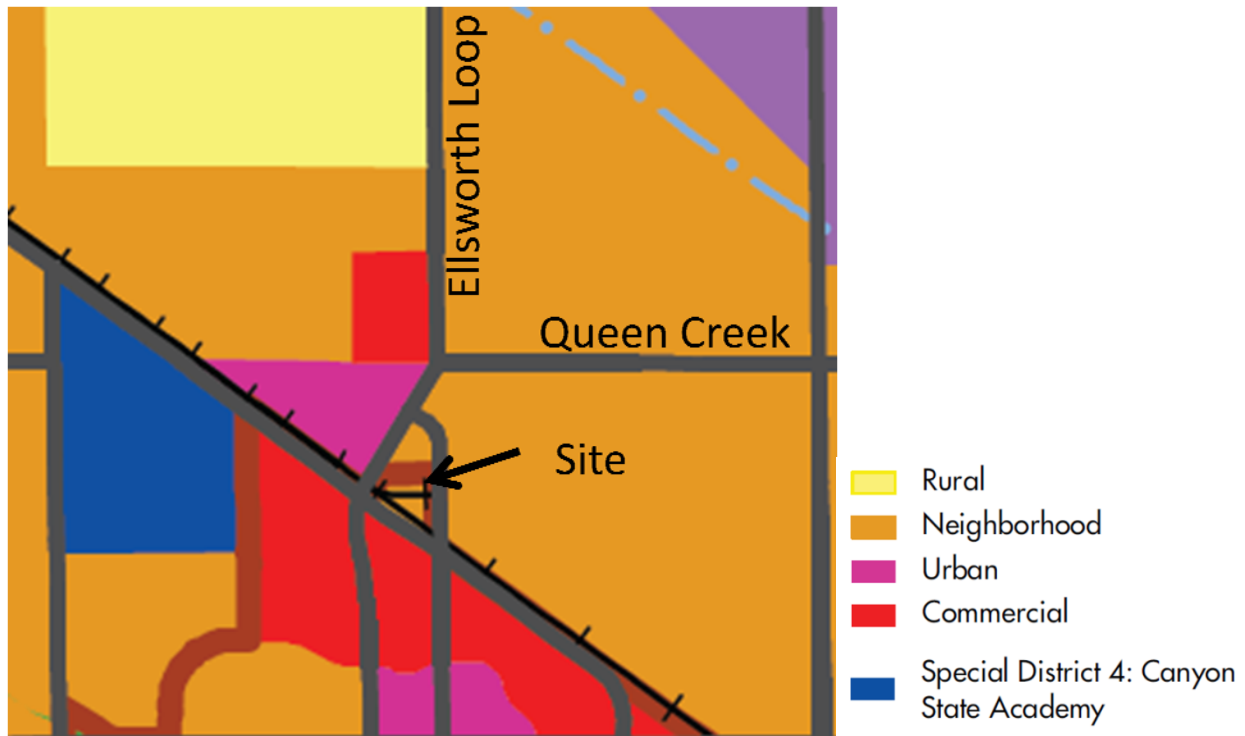 Ellsworth Loop
Queen Creek
Site
Rural
Neighborhood
Urban
Commercial
Special District 4: Canyon
State Academy